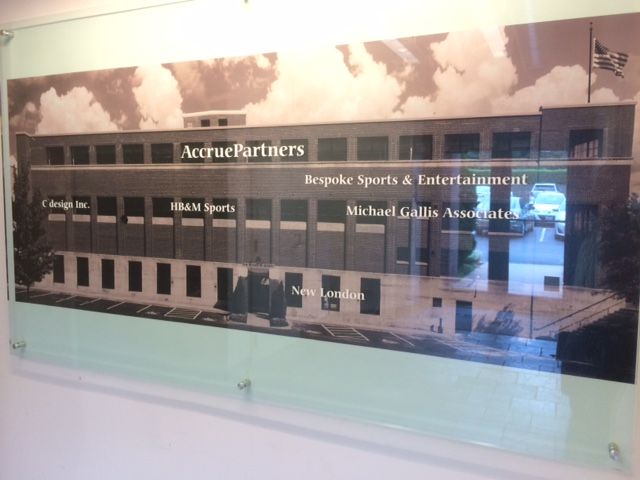 AccruePartners
Bespoke Sports & Entertainment
C design Inc.
HB&M Sports
Michael Gallis Associates
New London